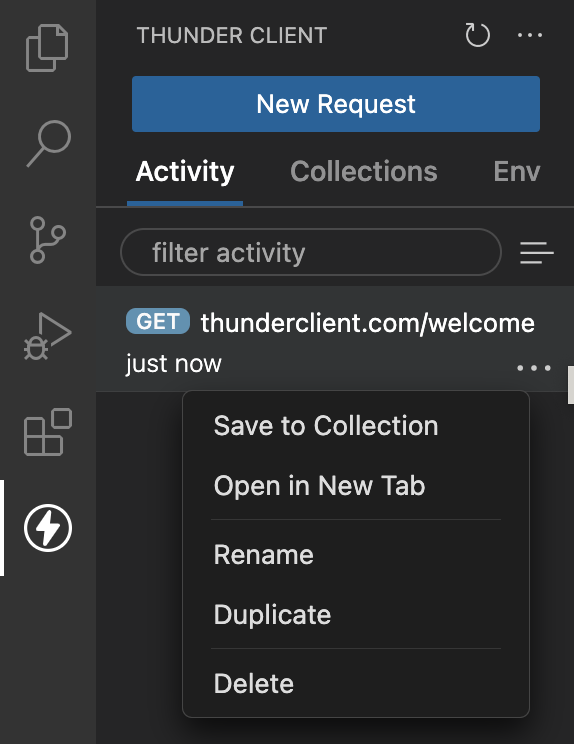 THUNDER CLIENT
New Request
Activity Collections Env
filter activity
GET thunderclient.com/welcome
just now
Save to Collection
Open in New Tab
Rename
Duplicate
Delete